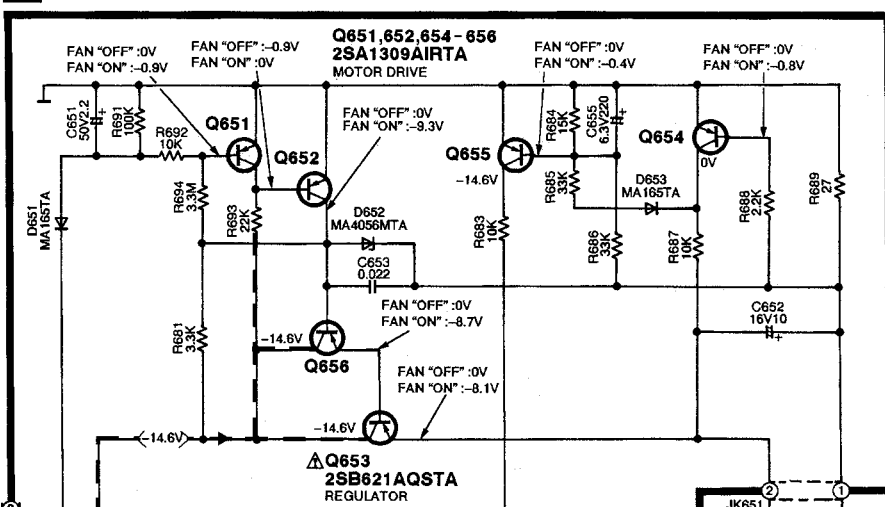 Q651,652,654-656
2SA1309AIRTA
MOTOR DRIVE
FAN "OFF" :0V
FAN "ON" :-0.9V
FAN "OFF" :-0.9V
FAN "ON" :0V
FAN "OFF" :0V
FAN "ON" :-0.4V
FAN "OFF" :0V
FAN "ON" :-0.8V
C651
50V2.2
R691
100K
R692
10K
Q651
FAN "OFF" :0V
FAN "ON" :-9.3V
Q652
Q655
-14.6V
R684
15K
C655
6.3V220
Q654
0V
D651
MA165TA
R694
3.3M
R693
22K
D652
MA4056MTA
C653
0.022
R683
10K
R685
33K
D653
MA165TA
R686
33K
R687
10K
R688
2.2K
R689
27
R681
3.3K
-14.6V
Q656
FAN "OFF" :0V
FAN "ON" :-8.7V
C652
16V10
FAN "OFF" :0V
FAN "ON" :-8.1V
-14.6V
-14.6V
⚠Q653
2SB621AQSTA
REGULATOR
2
1
JK651